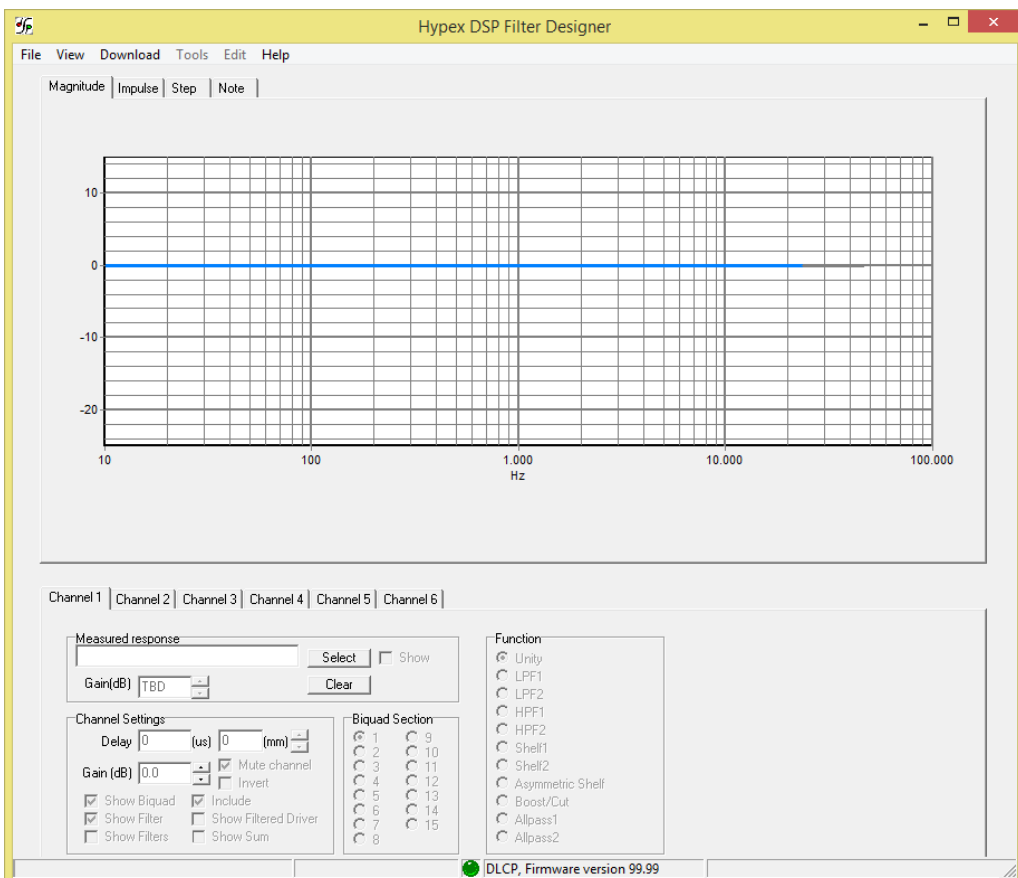 Hypex DSP Filter Designer
File View Download Tools Edit Help
Magnitude Impulse Step Note
10
0
-10
-20
10 100 1.000 10.000 100.000
Hz
Channel 1 Channel 2 Channel 3 Channel 4 Channel 5 Channel 6
Measured response
Select Show
Gain(dB) TBD Clear
Channel Settings
Delay 0 (us) 0 (mm)
Gain (dB) 0.0 Mute channel
Invert
Show Biquad Include
Show Filter Show Filtered Driver
Show Filters Show Sum
Biquad Section
1 9
2 10
3 11
4 12
5 13
6 14
7 15
8
Function
Unity
LPF1
LPF2
HPF1
HPF2
Shelf1
Shelf2
Asymmetric Shelf
Boost/Cut
Allpass1
Allpass2
DLCP, Firmware version 99.99